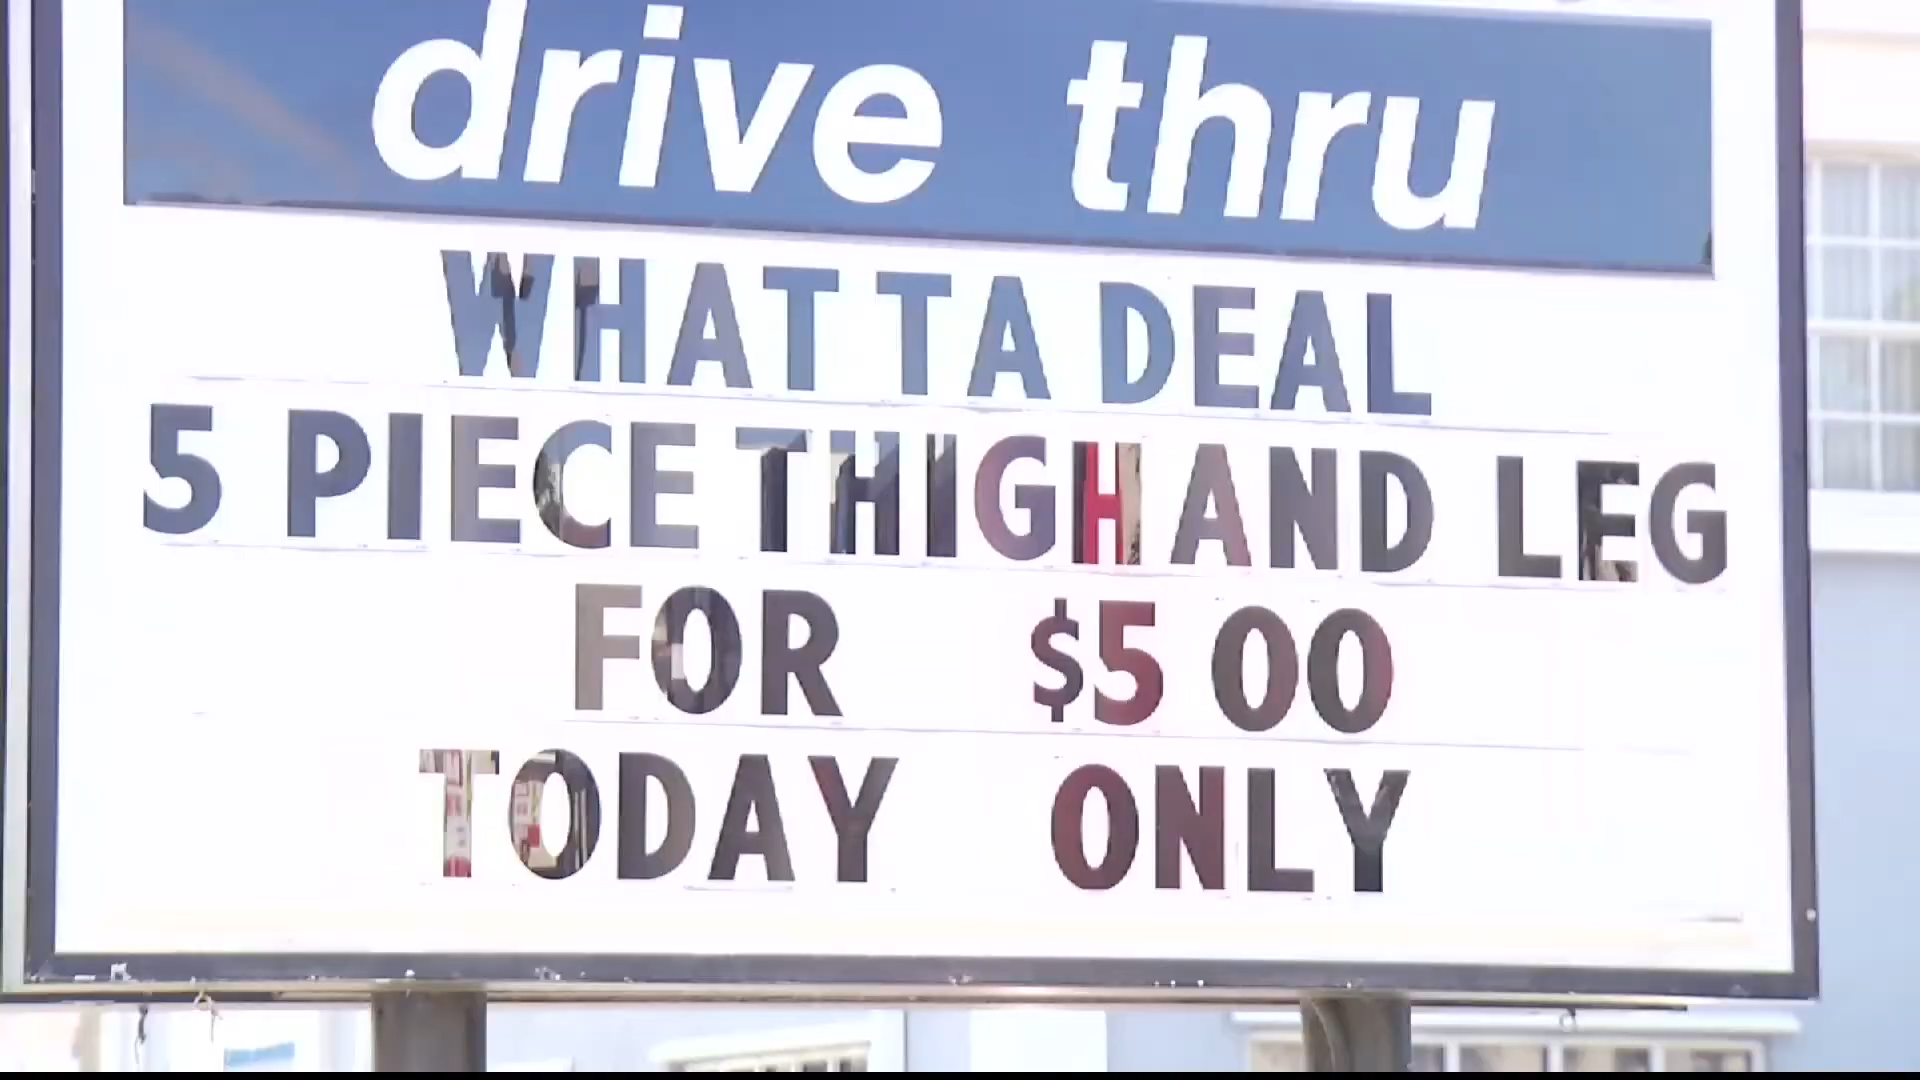 drive thru
WHAT TA DEAL
5 PIECE THIGH AND LEG
FOR $5 00
TODAY ONLY